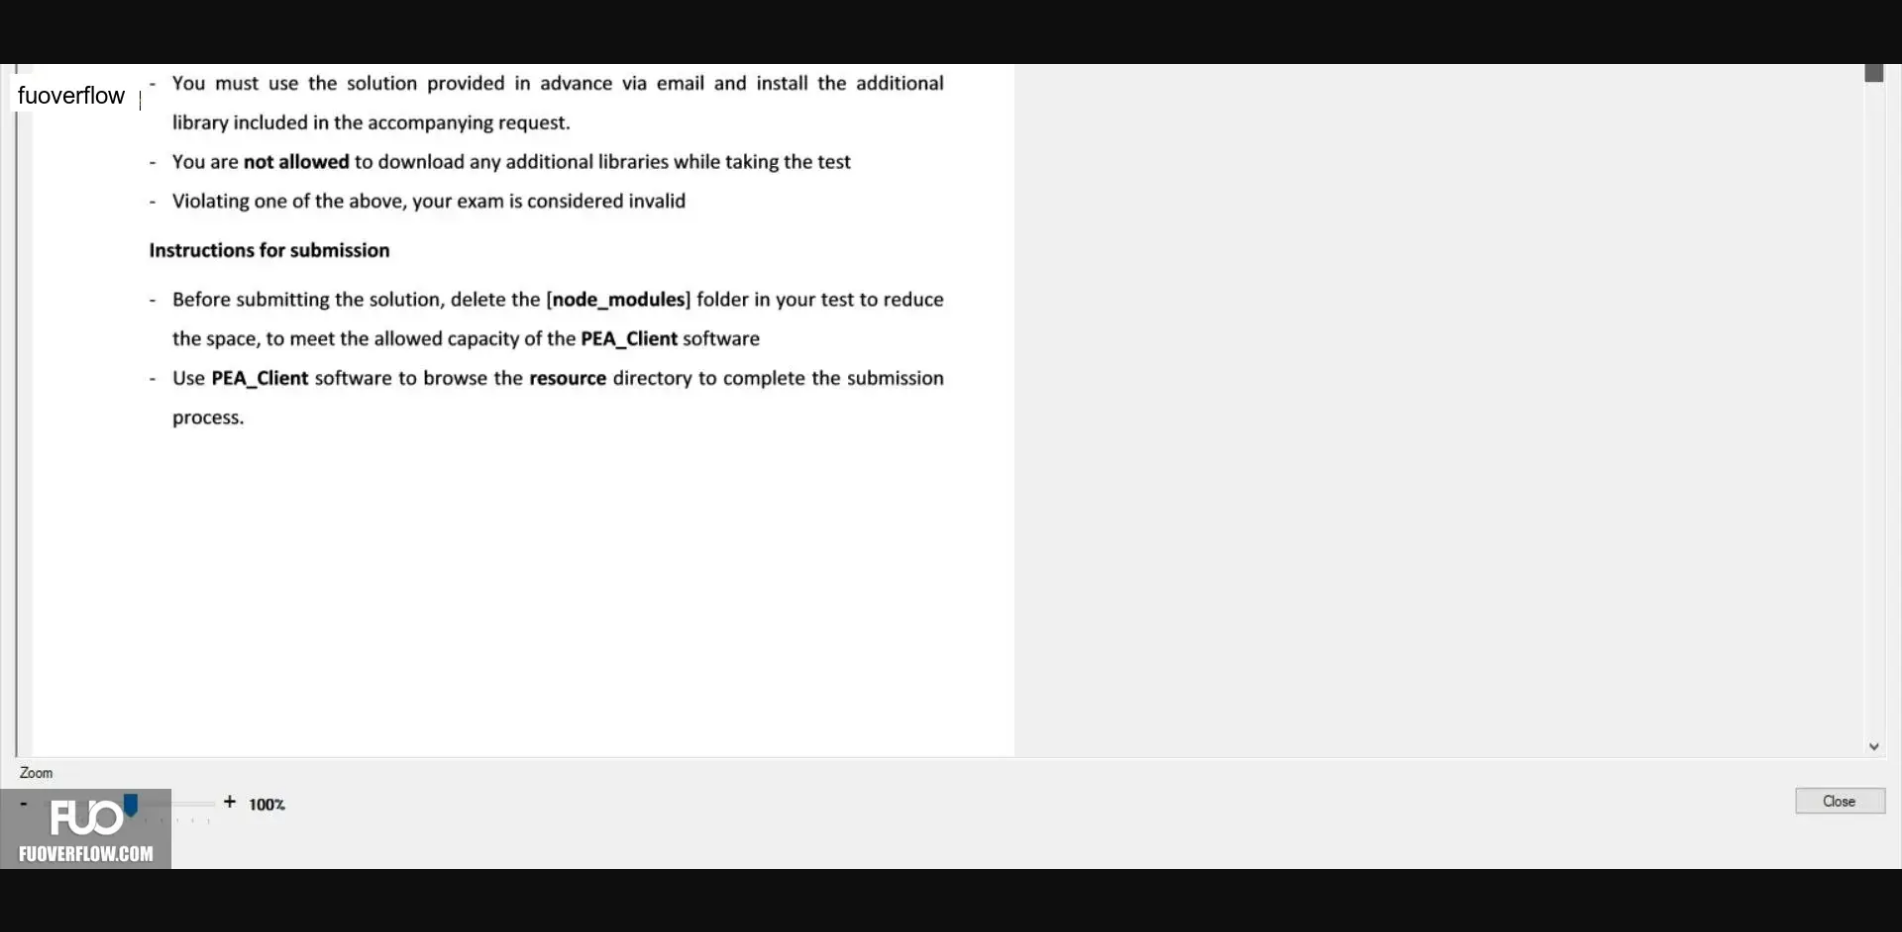 fuoverflow
- You must use the solution provided in advance via email and install the additional
library included in the accompanying request.
- You are not allowed to download any additional libraries while taking the test
- Violating one of the above, your exam is considered invalid
Instructions for submission
- Before submitting the solution, delete the [node_modules] folder in your test to reduce
the space, to meet the allowed capacity of the PEA_Client software
- Use PEA_Client software to browse the resource directory to complete the submission
process.
Zoom
- + 100%
Close
FUO
FUOVERFLOW.COM